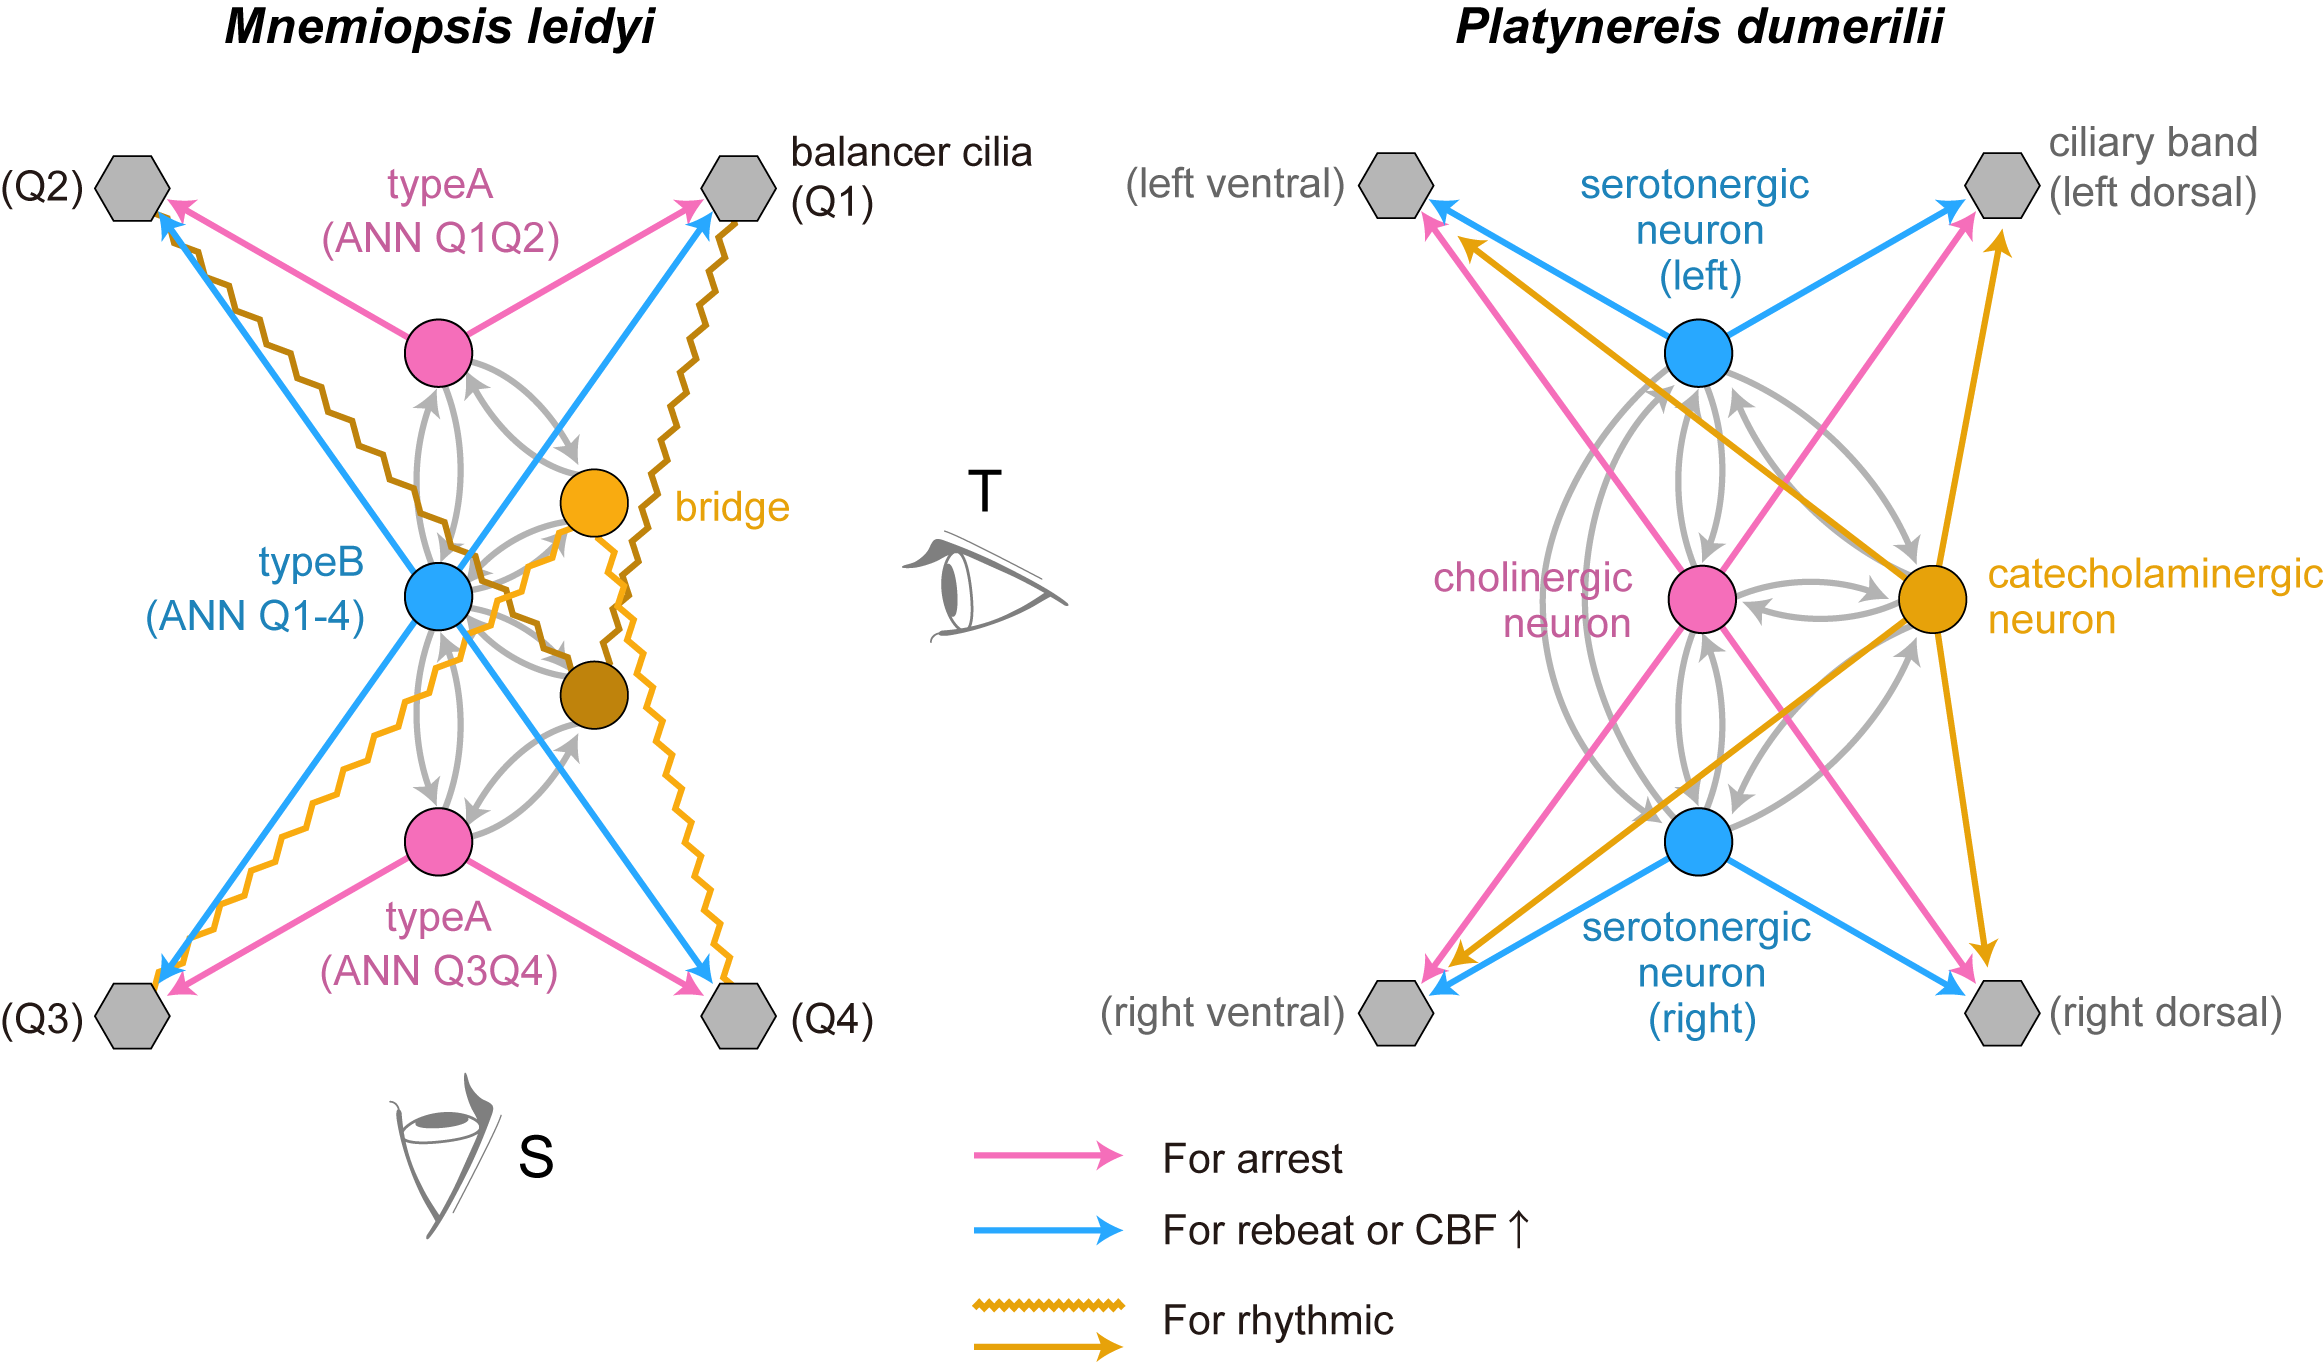 Mnemiopsis leidyi
Platynereis dumerilii
(Q2)
typeA
(ANN Q1Q2)
balancer cilia
(Q1)
bridge
typeB
(ANN Q1-4)
typeA
(ANN Q3Q4)
(Q3)
(Q4)
T
S
(left ventral)
serotonergic
neuron
(left)
ciliary band
(left dorsal)
cholinergic
neuron
catecholaminergic
neuron
serotonergic
neuron
(right)
(right ventral)
(right dorsal)
For arrest
For rebeat or CBF ↑
For rhythmic